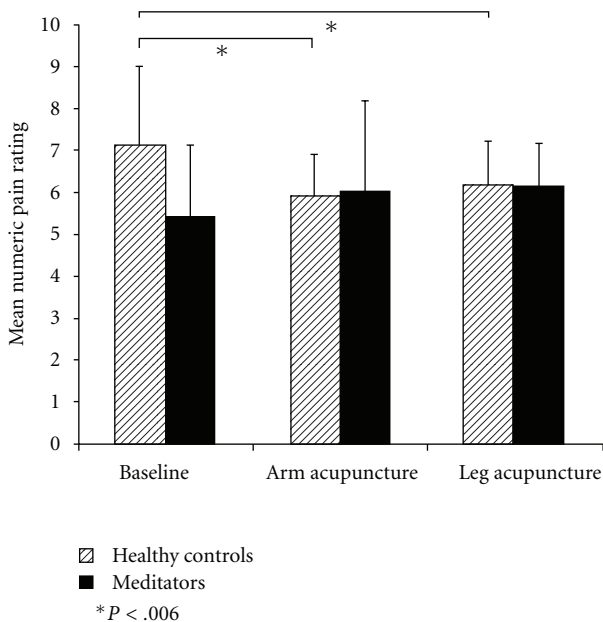 10
9
8
7
6
5
4
3
2
1
0
Mean numeric pain rating
*
*
Baseline Arm acupuncture Leg acupuncture
Healthy controls
Meditators
*P < .006